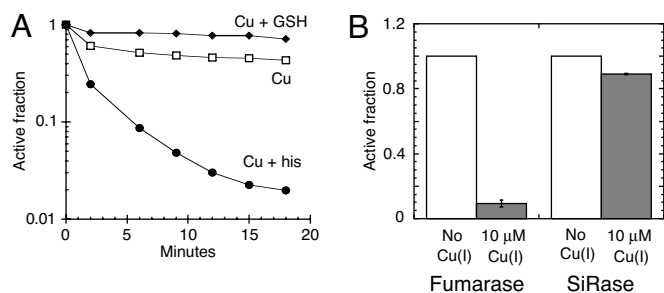 A
Active fraction
1
0.1
0.01
0
5
10
15
20
Minutes
Cu + GSH
Cu
Cu + his
B
Active fraction
1.2
1
0.8
0.4
0
No
Cu(I)
10 μM
Cu(I)
No
Cu(I)
10 μM
Cu(I)
Fumarase
SiRase